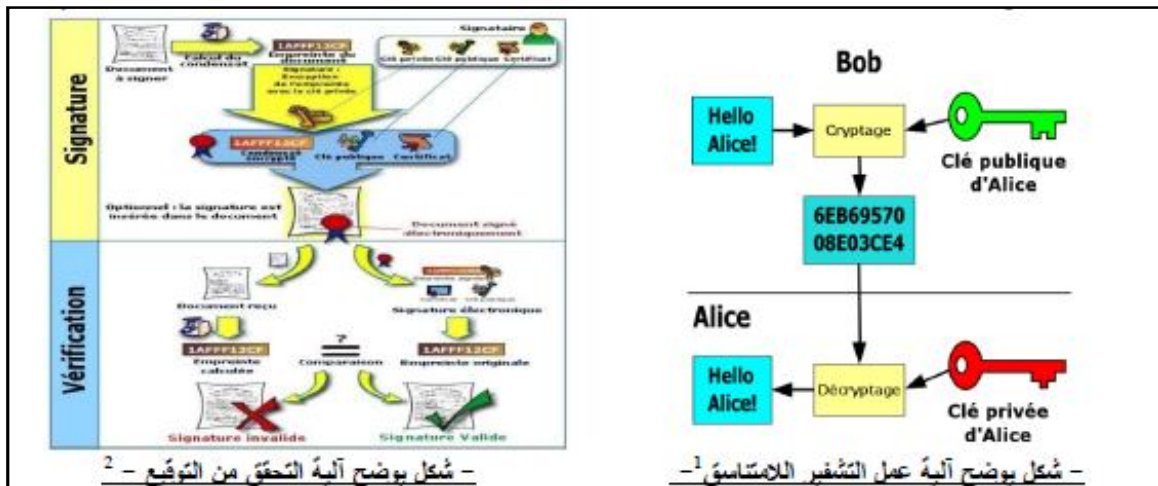 Signature
Document
à signer
Calcul du
condensat
1AFFF13CF
Empreinte du
document
Signataire
Clé privée Clé publique Certificat
Signature :
Encryption
de l'empreinte
avec la clé privée
1AFFF13CF
Condensat
encrypté
Clé publique
Certificat
Optionnel : la signature est
insérée dans le document
Document signé
électroniquement
Vérification
Document reçu
Signature électronique
1AFFF13CF
Empreinte
calculée
?
=
Comparaison
1AFFF13CF
Empreinte originale
Signature invalide
Signature Valide
- شكل يوضح آلية التحقق من التوقيع - 2
Bob
Hello
Alice!
Cryptage
Clé publique
d'Alice
6EB69570
08E03CE4
Alice
Hello
Alice!
Décryptage
Clé privée
d'Alice
- شكل يوضح آلية عمل التشفير اللامتناسق 1-